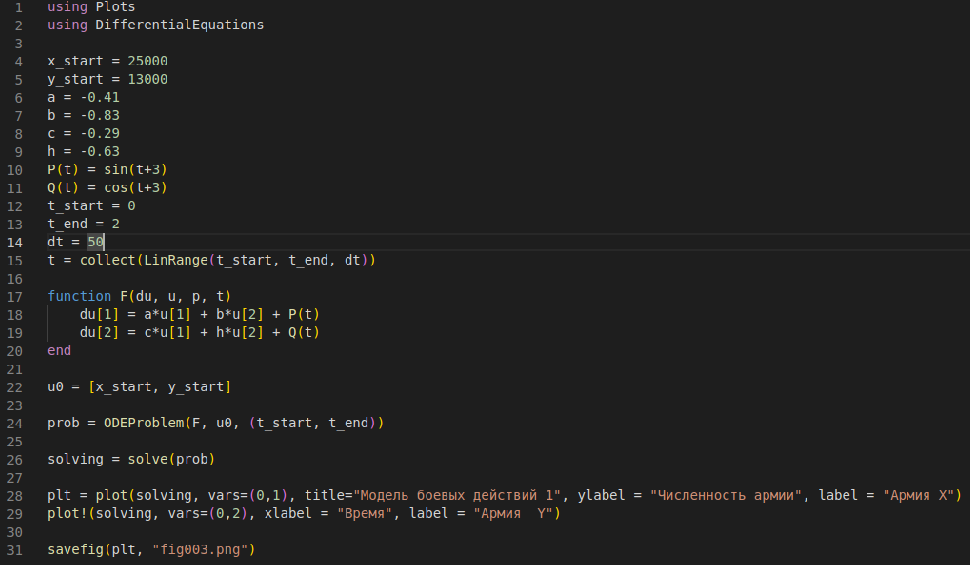 1 using Plots
2 using DifferentialEquations
3
4 x_start = 25000
5 y_start = 13000
6 a = -0.41
7 b = -0.83
8 c = -0.29
9 h = -0.63
10 P(t) = sin(t+3)
11 Q(t) = cos(t+3)
12 t_start = 0
13 t_end = 2
14 dt = 50
15 t = collect(LinRange(t_start, t_end, dt))
16
17 function F(du, u, p, t)
18     du[1] = a*u[1] + b*u[2] + P(t)
19     du[2] = c*u[1] + h*u[2] + Q(t)
20 end
21
22 u0 = [x_start, y_start]
23
24 prob = ODEProblem(F, u0, (t_start, t_end))
25
26 solving = solve(prob)
27
28 plt = plot(solving, vars=(0,1), title="Модель боевых действий 1", ylabel = "Численность армии", label = "Армия X")
29 plot!(solving, vars=(0,2), xlabel = "Время", label = "Армия  Y")
30
31 savefig(plt, "fig003.png")